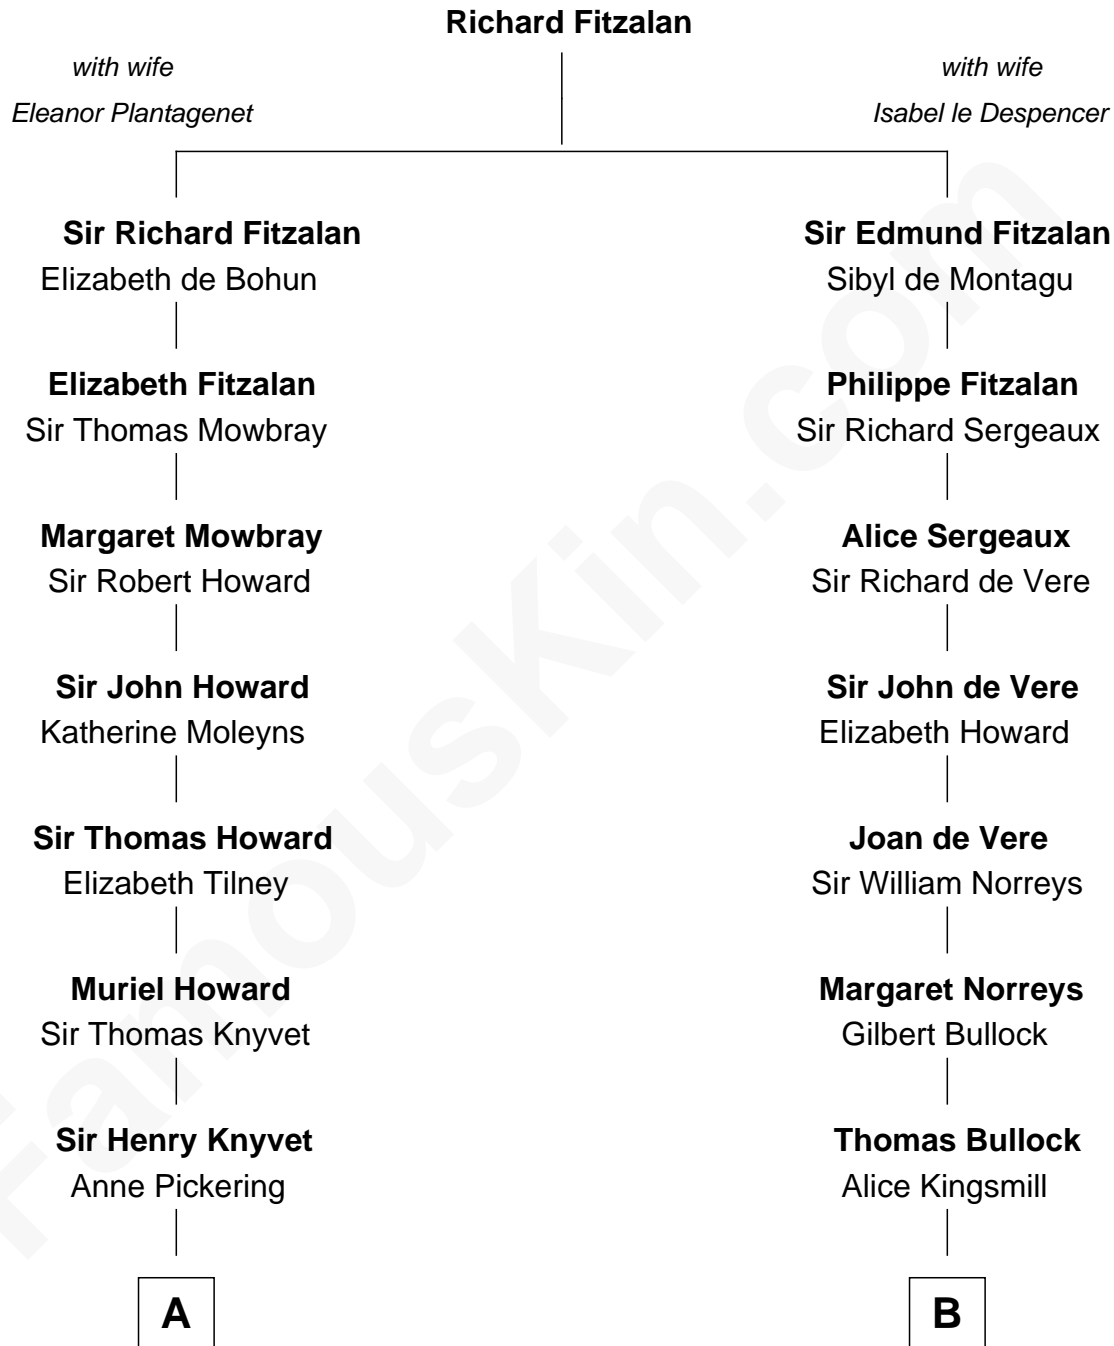 Richard Fitzalan
with wife
Eleanor Plantagenet
with wife
Isabel le Despencer
Sir Richard Fitzalan
Elizabeth de Bohun
Sir Edmund Fitzalan
Sibyl de Montagu
Elizabeth Fitzalan
Sir Thomas Mowbray
Philippe Fitzalan
Sir Richard Sergeaux
Margaret Mowbray
Sir Robert Howard
Alice Sergeaux
Sir Richard de Vere
Sir John Howard
Katherine Moleyns
Sir John de Vere
Elizabeth Howard
Sir Thomas Howard
Elizabeth Tilney
Joan de Vere
Sir William Norreys
Muriel Howard
Sir Thomas Knyvet
Margaret Norreys
Gilbert Bullock
Sir Henry Knyvet
Anne Pickering
Thomas Bullock
Alice Kingsmill
A
B
FamousKin.com